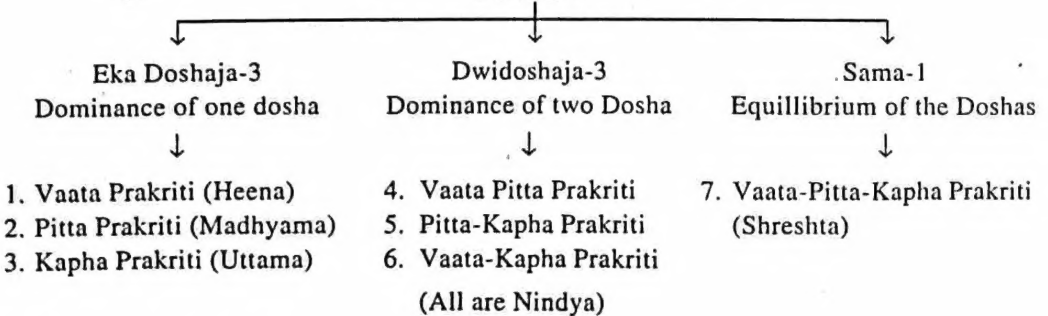 Eka Doshaja-3
Dominance of one dosha
1. Vaata Prakriti (Heena)
2. Pitta Prakriti (Madhyama)
3. Kapha Prakriti (Uttama)
Dwidoshaja-3
Dominance of two Dosha
4. Vaata Pitta Prakriti
5. Pitta-Kapha Prakriti
6. Vaata-Kapha Prakriti
(All are Nindya)
Sama-1
Equillibrium of the Doshas
7. Vaata-Pitta-Kapha Prakriti
(Shreshta)